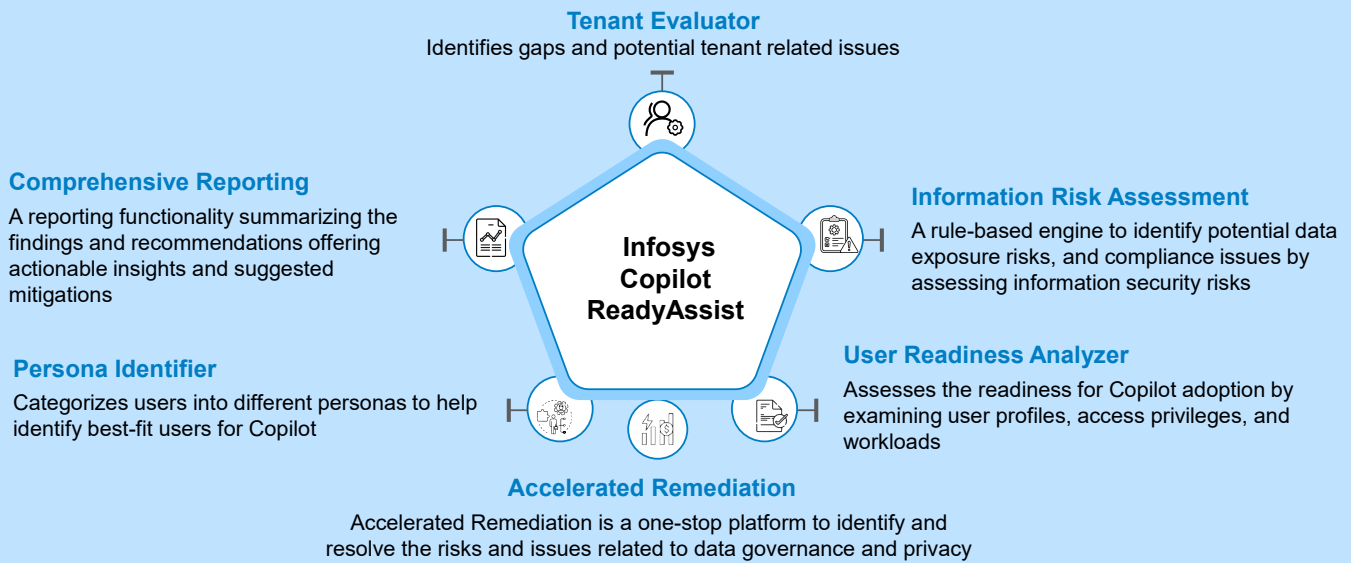 Tenant Evaluator
Identifies gaps and potential tenant related issues
Comprehensive Reporting
A reporting functionality summarizing the
findings and recommendations offering
actionable insights and suggested
mitigations
Infosys
Copilot
ReadyAssist
Information Risk Assessment
A rule-based engine to identify potential data
exposure risks, and compliance issues by
assessing information security risks
Persona Identifier
Categorizes users into different personas to help
identify best-fit users for Copilot
User Readiness Analyzer
Assesses the readiness for Copilot adoption by
examining user profiles, access privileges, and
workloads
Accelerated Remediation
Accelerated Remediation is a one-stop platform to identify and
resolve the risks and issues related to data governance and privacy